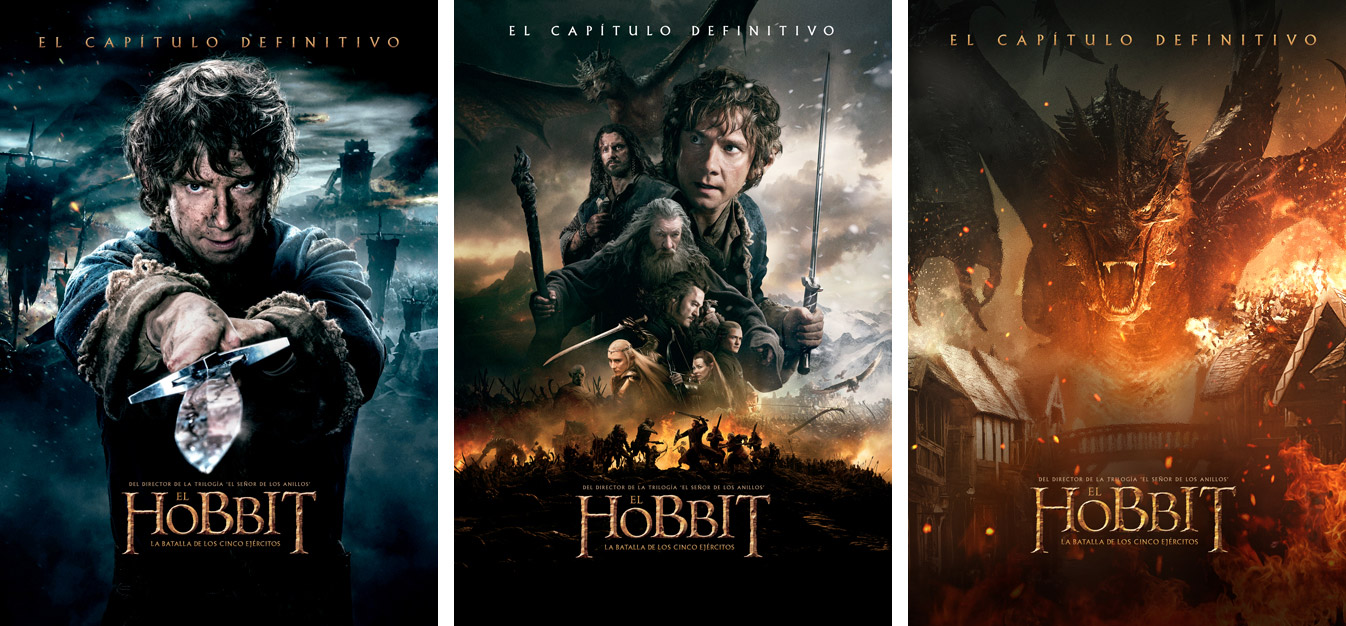 EL CAPÍTULO DEFINITIVO
DEL DIRECTOR DE LA TRILOGÍA 'EL SEÑOR DE LOS ANILLOS'
EL
HOBBIT
LA BATALLA DE LOS CINCO EJÉRCITOS
EL CAPÍTULO DEFINITIVO
DEL DIRECTOR DE LA TRILOGÍA 'EL SEÑOR DE LOS ANILLOS'
EL
HOBBIT
LA BATALLA DE LOS CINCO EJÉRCITOS
EL CAPÍTULO DEFINITIVO
DEL DIRECTOR DE LA TRILOGÍA 'EL SEÑOR DE LOS ANILLOS'
EL
HOBBIT
LA BATALLA DE LOS CINCO EJÉRCITOS